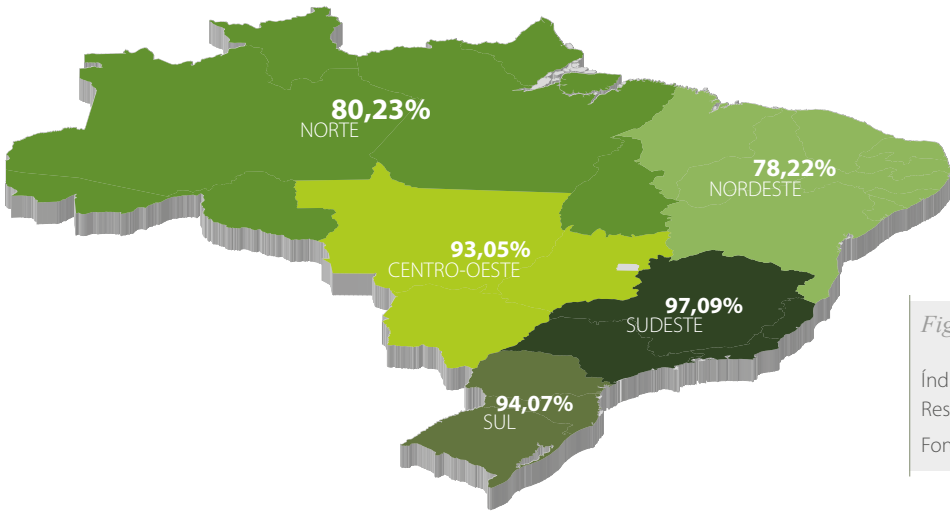 80,23%
NORTE
78,22%
NORDESTE
93,05%
CENTRO-OESTE
97,09%
SUDESTE
94,07%
SUL